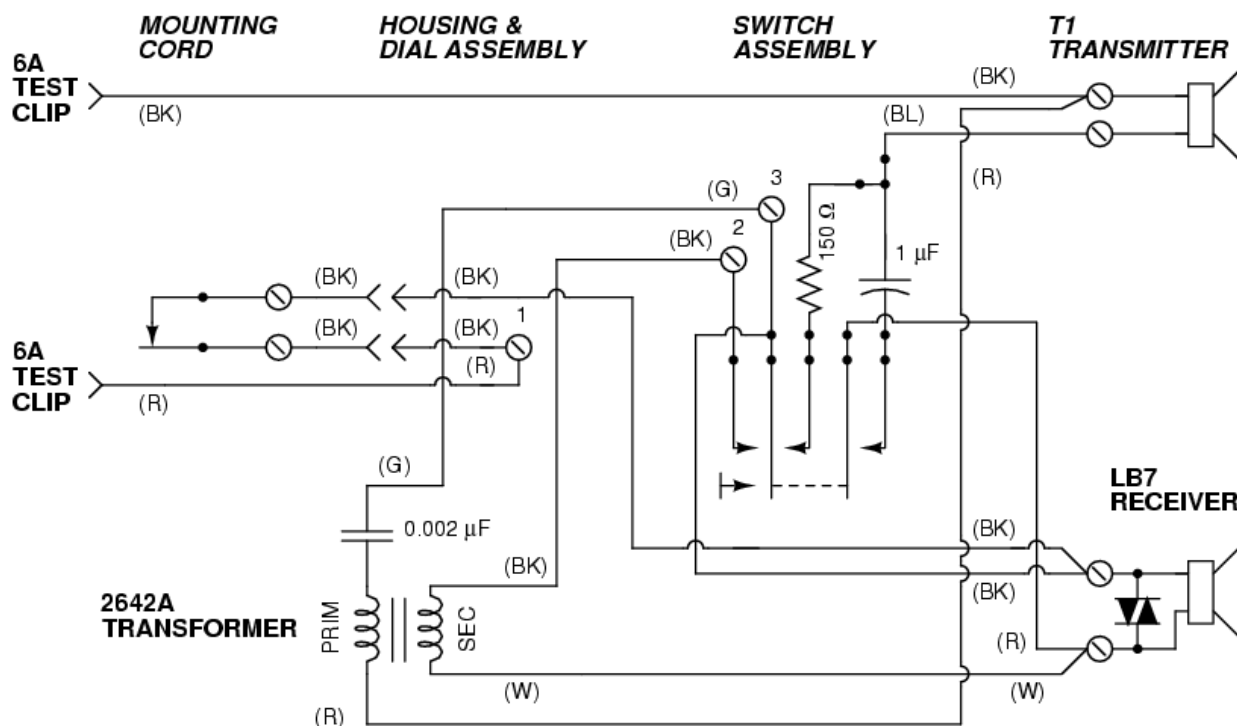 MOUNTING
CORD
HOUSING &
DIAL ASSEMBLY
SWITCH
ASSEMBLY
T1
TRANSMITTER
6A
TEST
CLIP
(BK)
(BK)
(BL)
(R)
(G)
3
2
(BK)
150 Ω
1 µF
(BK)
(BK)
1
(BK)
(BK)
(R)
6A
TEST
CLIP
(R)
(G)
0.002 µF
LB7
RECEIVER
(BK)
(BK)
(BK)
2642A
TRANSFORMER
PRIM
SEC
(R)
(W)
(W)
(R)